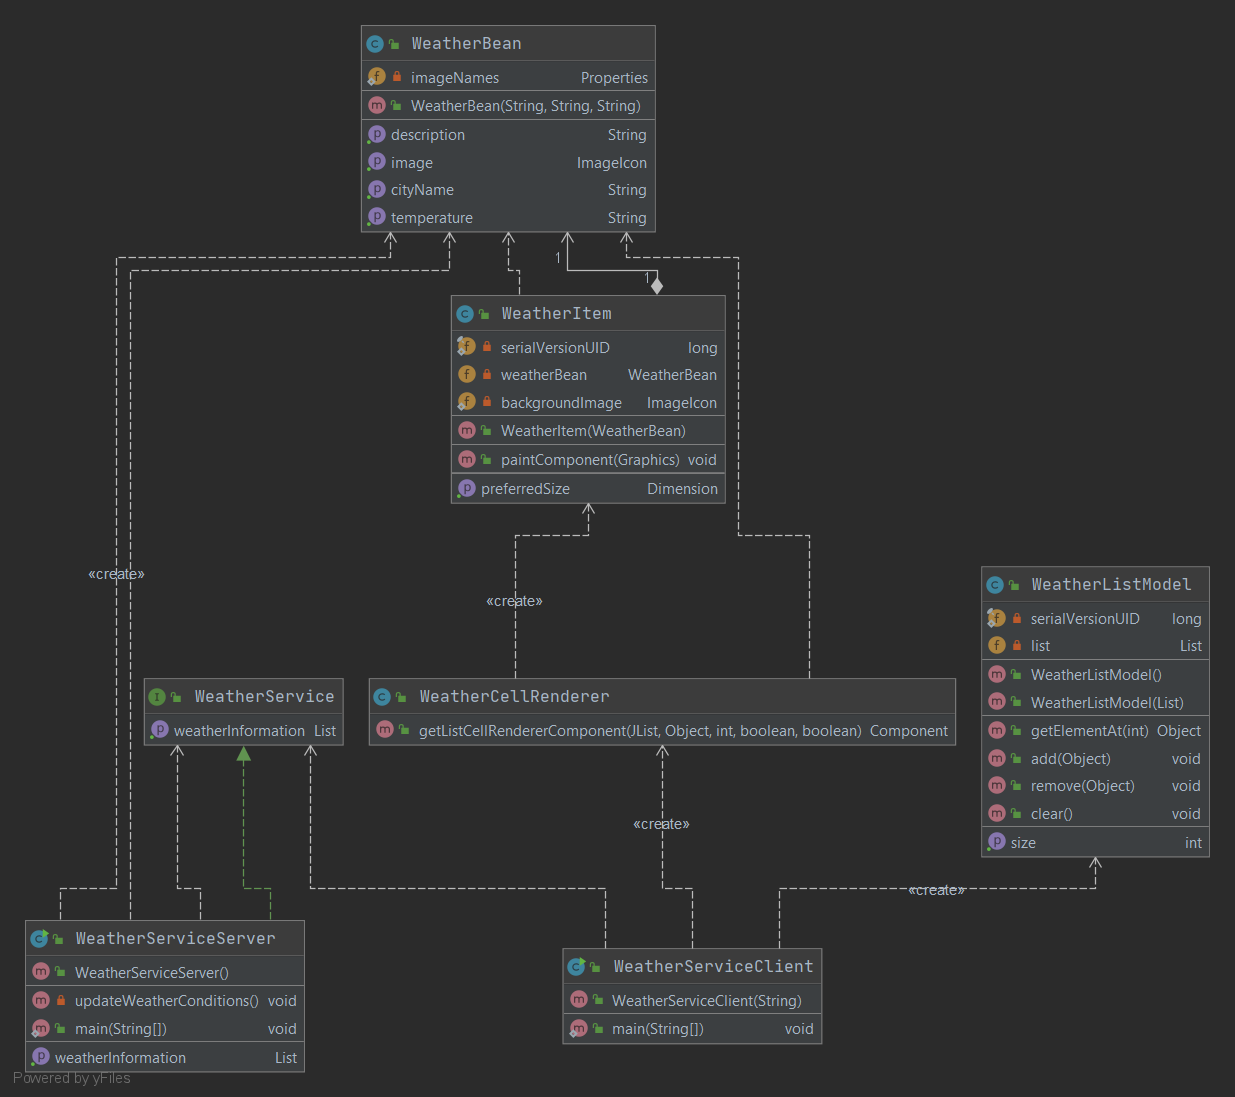 WeatherBean
imageNames Properties
WeatherBean(String, String, String)
description String
image ImageIcon
cityName String
temperature String
1
1
WeatherItem
serialVersionUID long
weatherBean WeatherBean
backgroundImage ImageIcon
WeatherItem(WeatherBean)
paintComponent(Graphics) void
preferredSize Dimension
«create»
«create»
WeatherListModel
serialVersionUID long
list List
WeatherListModel()
WeatherListModel(List)
getElementAt(int) Object
add(Object) void
remove(Object) void
clear() void
size int
WeatherService
weatherInformation List
WeatherCellRenderer
getListCellRendererComponent(JList, Object, int, boolean, boolean) Component
«create»
«create»
WeatherServiceServer
WeatherServiceServer()
updateWeatherConditions() void
main(String[]) void
weatherInformation List
WeatherServiceClient
WeatherServiceClient(String)
main(String[]) void
Powered by yFiles